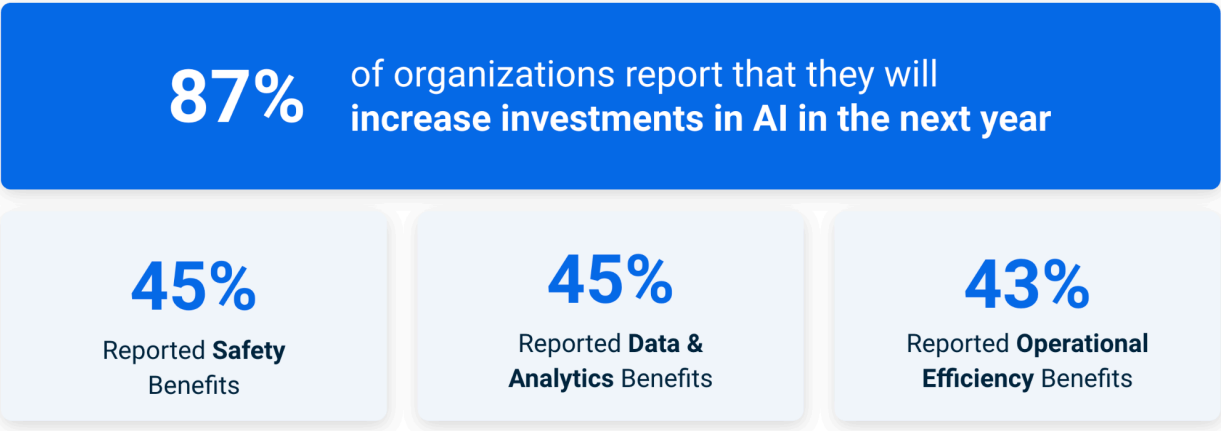 87%
of organizations report that they will
increase investments in AI in the next year
45%
Reported Safety
Benefits
45%
Reported Data &
Analytics Benefits
43%
Reported Operational
Efficiency Benefits